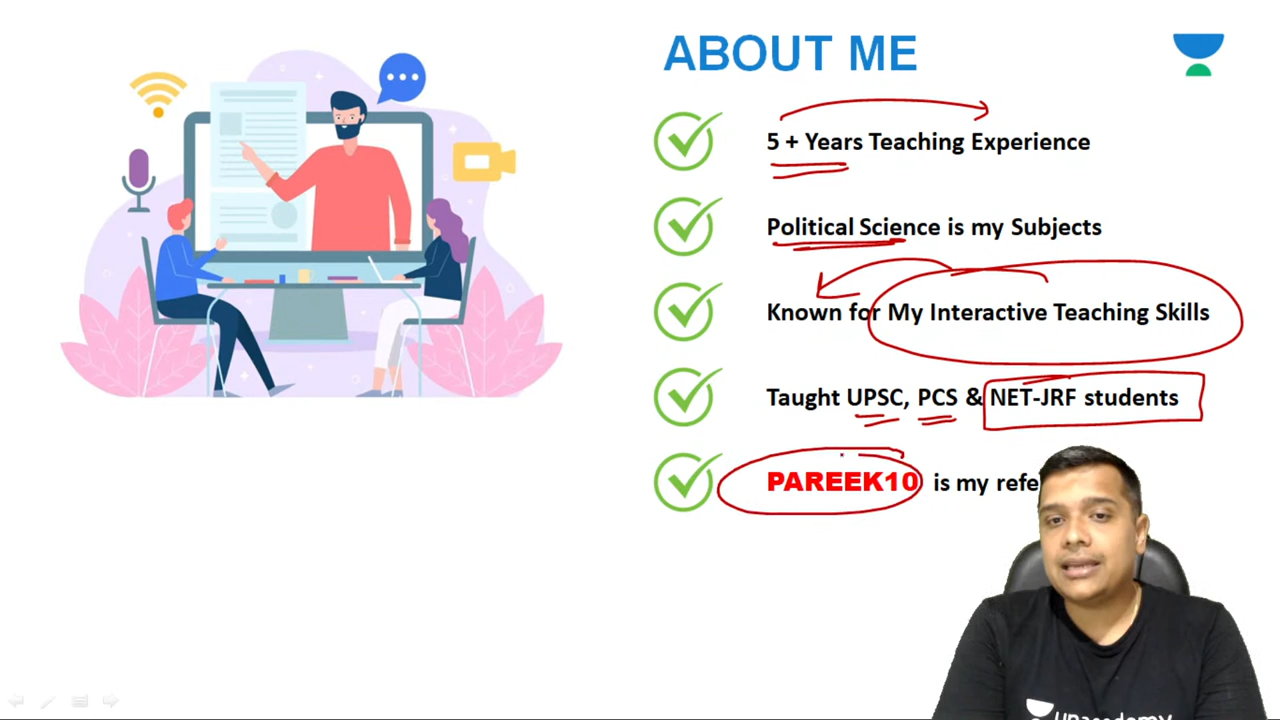 ABOUT ME
5 + Years Teaching Experience
Political Science is my Subjects
Known for My Interactive Teaching Skills
Taught UPSC, PCS & NET-JRF students
PAREEK10 is my